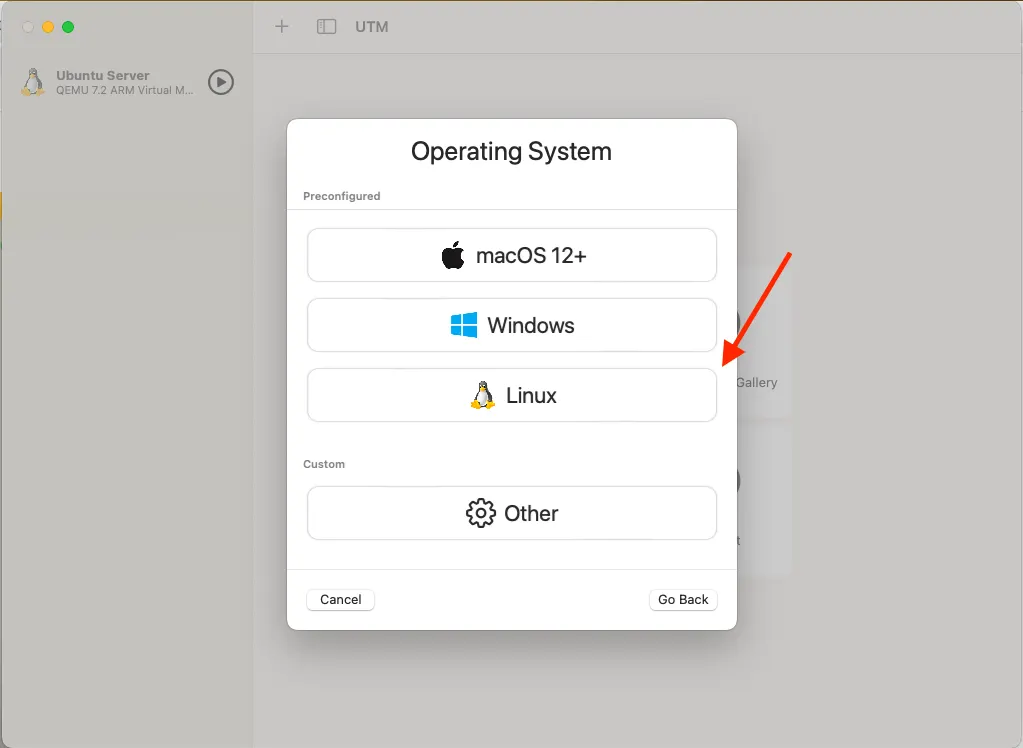 UTM
Ubuntu Server
QEMU 7.2 ARM Virtual M...
Operating System
Preconfigured
macOS 12+
Windows
Linux
Gallery
Custom
Other
Cancel
Go Back